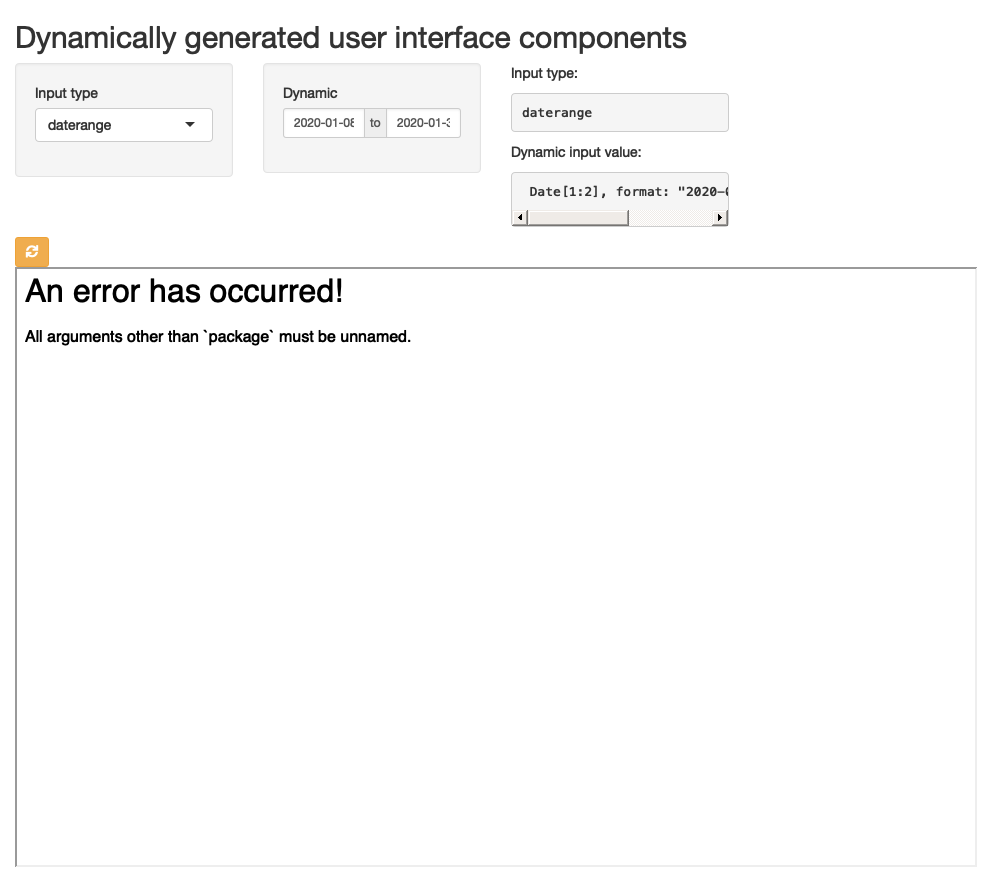 Dynamically generated user interface components
Input type
daterange
Dynamic
2020-01-08 to 2020-01-3
Input type:
daterange
Dynamic input value:
Date[1:2], format: "2020-0
An error has occurred!
All arguments other than `package` must be unnamed.